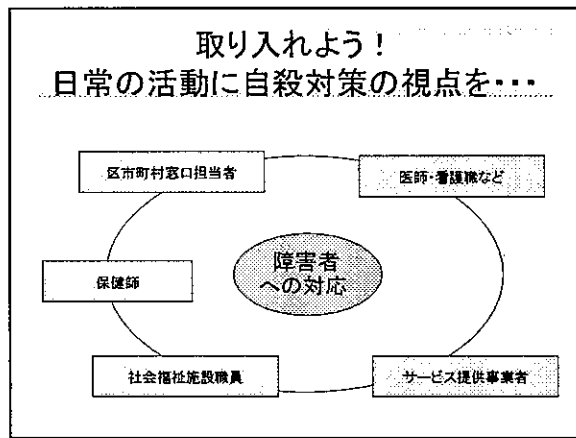 取り入れよう！
日常の活動に自殺対策の視点を・・・
区市町村窓口担当者
医師・看護職など
障害者
への対応
保健師
社会福祉施設職員
サービス提供事業者